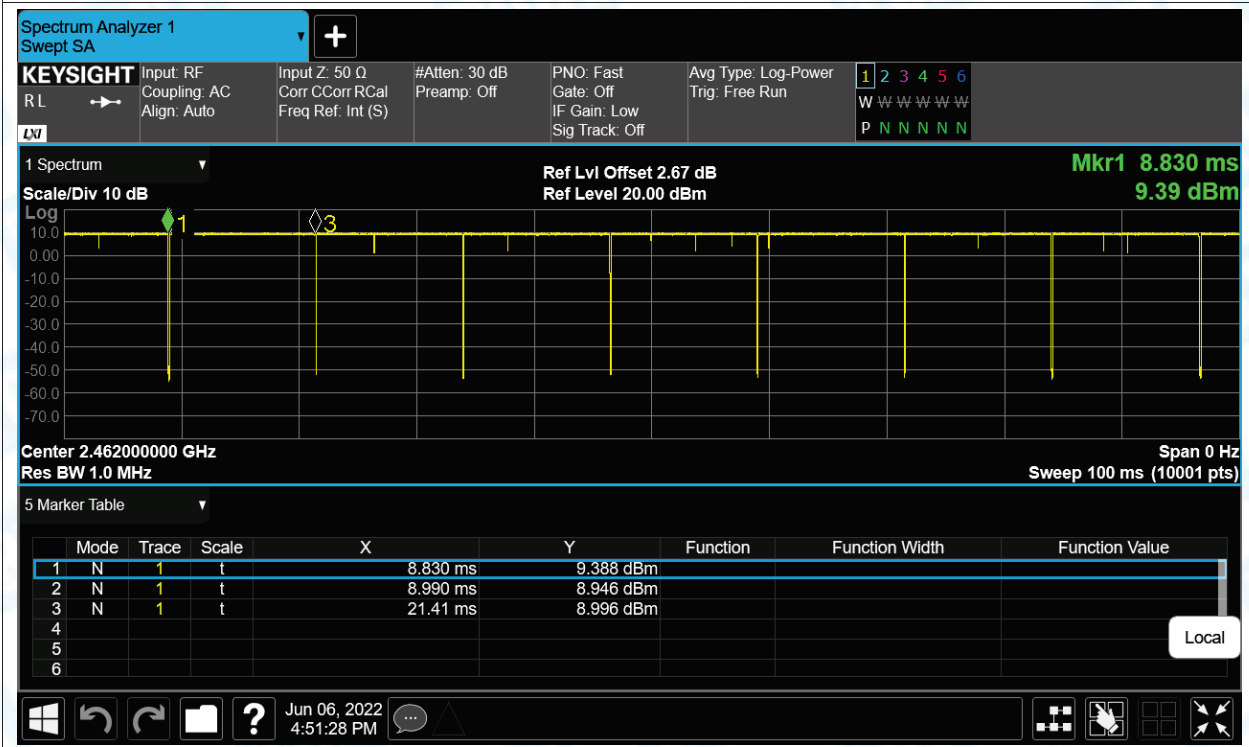 Spectrum Analyzer 1
Swept SA
KEYSIGHT Input: RF Input Z: 50 Ω #Atten: 30 dB PNO: Fast Avg Type: Log-Power 1 2 3 4 5 6
R L Coupling: AC Corr CCorr RCal Preamp: Off Gate: Off Trig: Free Run W W W W W W
Align: Auto Freq Ref: Int (S) IF Gain: Low
LXI Sig Track: Off P N N N N N
1 Spectrum Ref Lvl Offset 2.67 dB Mkr1 8.830 ms
Scale/Div 10 dB Ref Level 20.00 dBm 9.39 dBm
Log
1 3
10.0
0.00
-10.0
-20.0
-30.0
-40.0
-50.0
-60.0
-70.0
Center 2.462000000 GHz Span 0 Hz
Res BW 1.0 MHz Sweep 100 ms (10001 pts)
5 Marker Table
Mode Trace Scale X Y Function Function Width Function Value
1 N 1 t 8.830 ms 9.388 dBm
2 N 1 t 8.990 ms 8.946 dBm
3 N 1 t 21.41 ms 8.996 dBm
4
5
6
Local
? Jun 06, 2022
4:51:28 PM